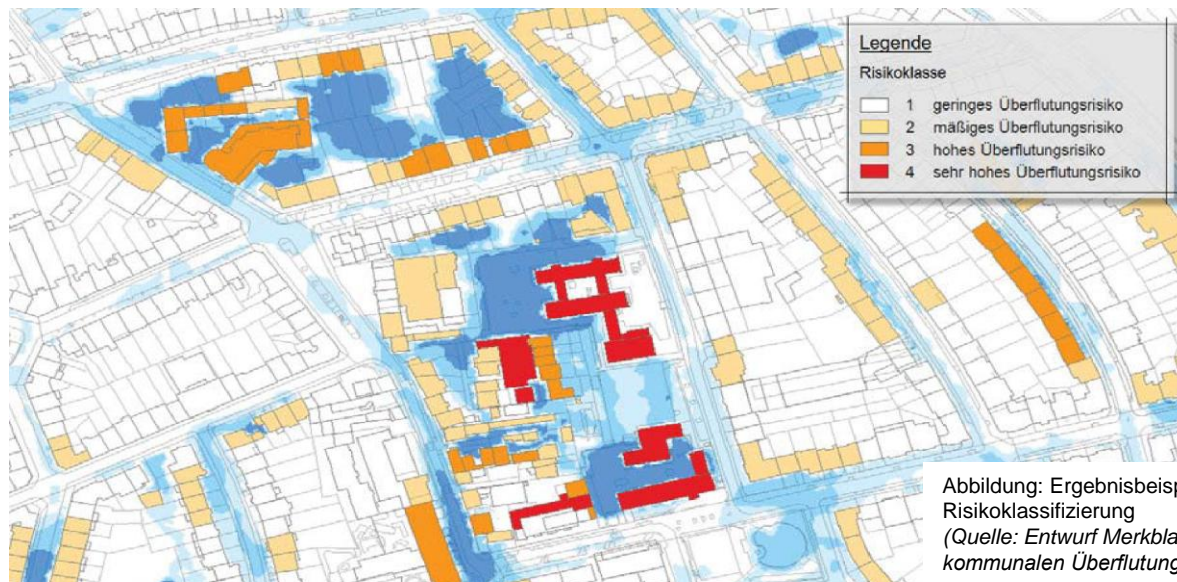 Legende
Risikoklasse
1 geringes Überflutungsrisiko
2 mäßiges Überflutungsrisiko
3 hohes Überflutungsrisiko
4 sehr hohes Überflutungsrisiko
Abbildung: Ergebnisbeisp
Risikoklassifizierung
(Quelle: Entwurf Merkbla
kommunalen Überflutung